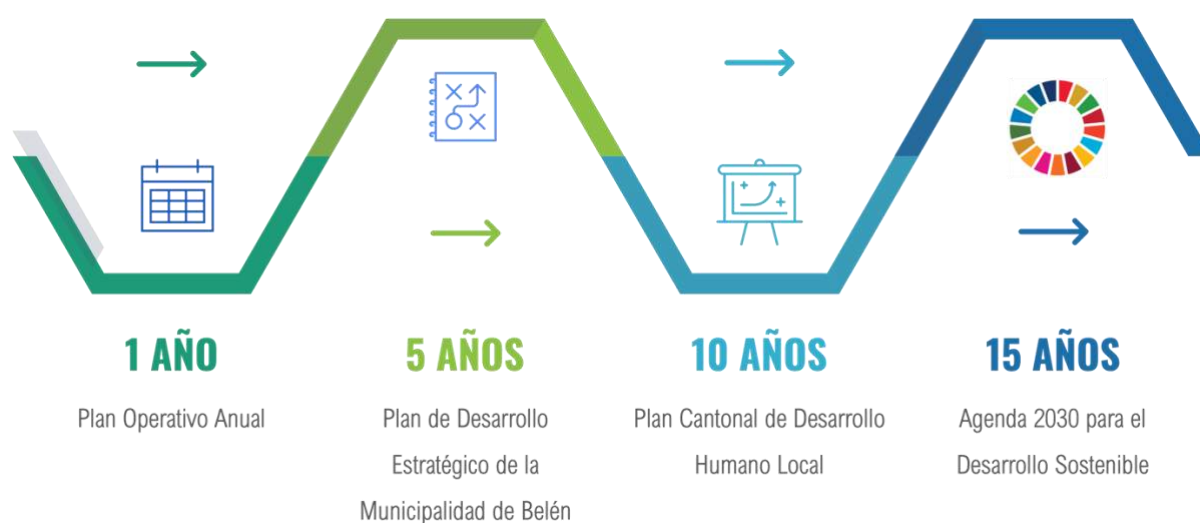 1 AÑO
Plan Operativo Anual
5 AÑOS
Plan de Desarrollo
Estratégico de la
Municipalidad de Belén
10 AÑOS
Plan Cantonal de Desarrollo
Humano Local
15 AÑOS
Agenda 2030 para el
Desarrollo Sostenible